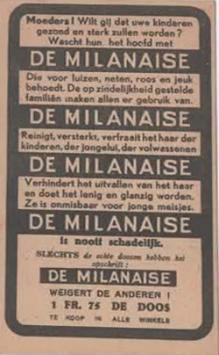 Moeders! Wilt gij dat uwe kinderen
gezond en sterk zullen worden?
Wascht hun het hoofd met
DE MILANAISE
Die voor luizen, neten, roos en jeuk
behoedt. De op zindelijkheid gestelde
familiën maken allen er gebruik van.
DE MILANAISE
Reinigt, versterkt, verfraait het haar der
kinderen, der jongelui, der volwassenen
DE MILANAISE
Verhindert het uitvallen van het haar
en doet het lenig en glanzig worden.
Ze is onmisbaar voor jonge meisjes.
DE MILANAISE
is nooit schadelijk.
SLECHTS de echte doozen hebben het
opschrift:
DE MILANAISE
WEIGERT DE ANDEREN!
1 FR. 75 DE DOOS
TE KOOP IN ALLE WINKELS